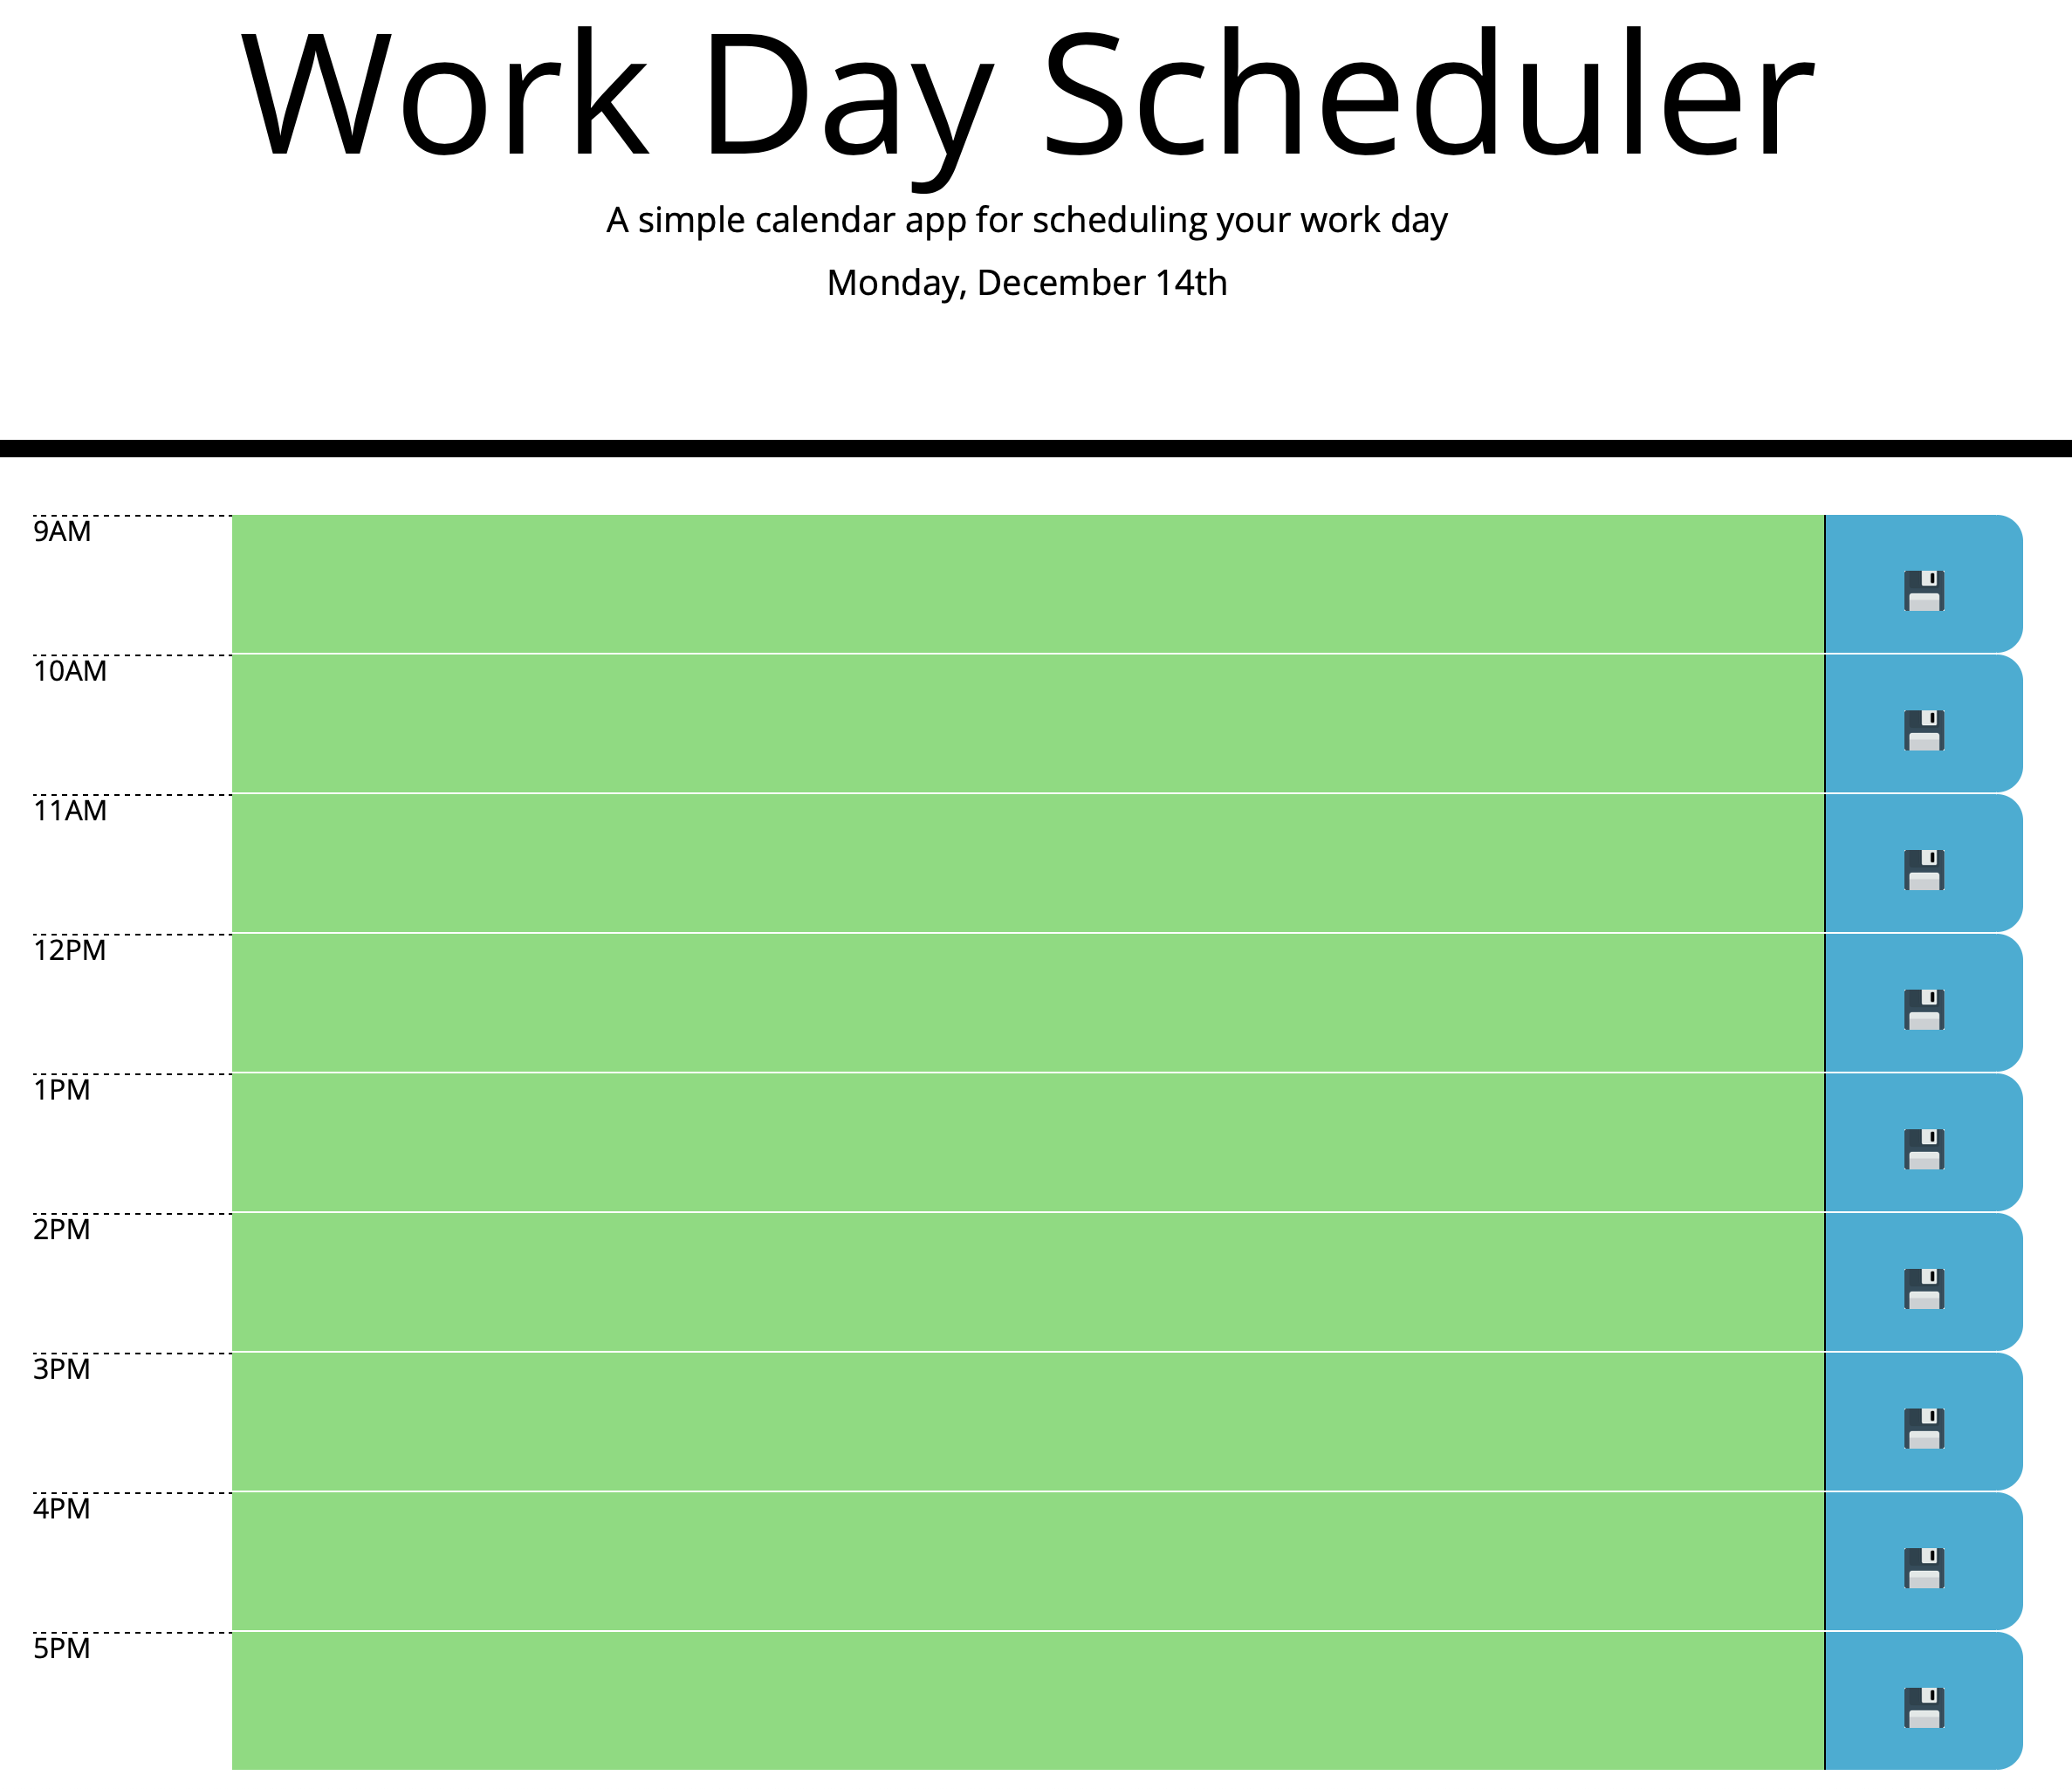 Work Day Scheduler
A simple calendar app for scheduling your work day
Monday, December 14th
9AM
10AM
11AM
12PM
1PM
2PM
3PM
4PM
5PM